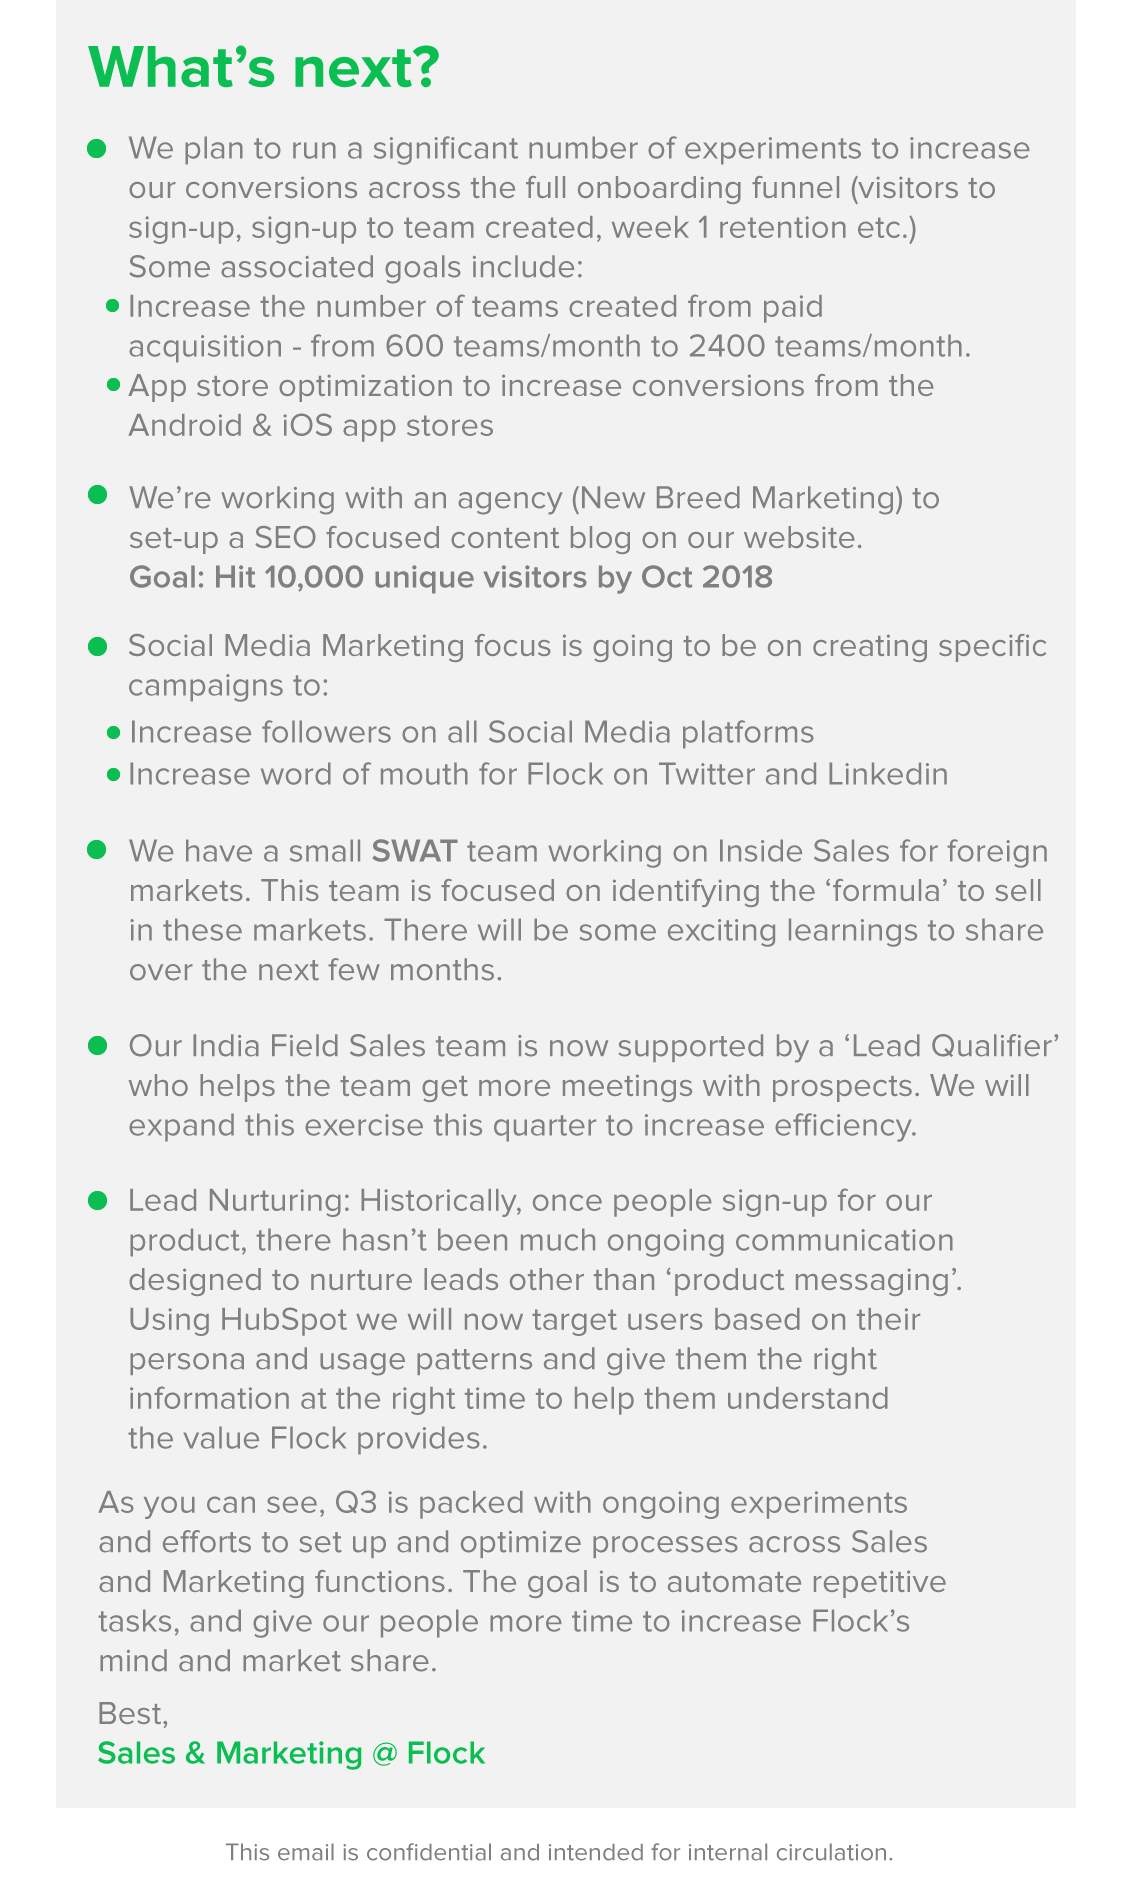 What’s next?
● We plan to run a significant number of experiments to increase
our conversions across the full onboarding funnel (visitors to
sign-up, sign-up to team created, week 1 retention etc.)
Some associated goals include:
● Increase the number of teams created from paid
acquisition - from 600 teams/month to 2400 teams/month.
● App store optimization to increase conversions from the
Android & iOS app stores
● We’re working with an agency (New Breed Marketing) to
set-up a SEO focused content blog on our website.
Goal: Hit 10,000 unique visitors by Oct 2018
● Social Media Marketing focus is going to be on creating specific
campaigns to:
● Increase followers on all Social Media platforms
● Increase word of mouth for Flock on Twitter and Linkedin
● We have a small SWAT team working on Inside Sales for foreign
markets. This team is focused on identifying the ‘formula’ to sell
in these markets. There will be some exciting learnings to share
over the next few months.
● Our India Field Sales team is now supported by a ‘Lead Qualifier’
who helps the team get more meetings with prospects. We will
expand this exercise this quarter to increase efficiency.
● Lead Nurturing: Historically, once people sign-up for our
product, there hasn’t been much ongoing communication
designed to nurture leads other than ‘product messaging’.
Using HubSpot we will now target users based on their
persona and usage patterns and give them the right
information at the right time to help them understand
the value Flock provides.
As you can see, Q3 is packed with ongoing experiments
and efforts to set up and optimize processes across Sales
and Marketing functions. The goal is to automate repetitive
tasks, and give our people more time to increase Flock’s
mind and market share.
Best,
Sales & Marketing @ Flock
This email is confidential and intended for internal circulation.